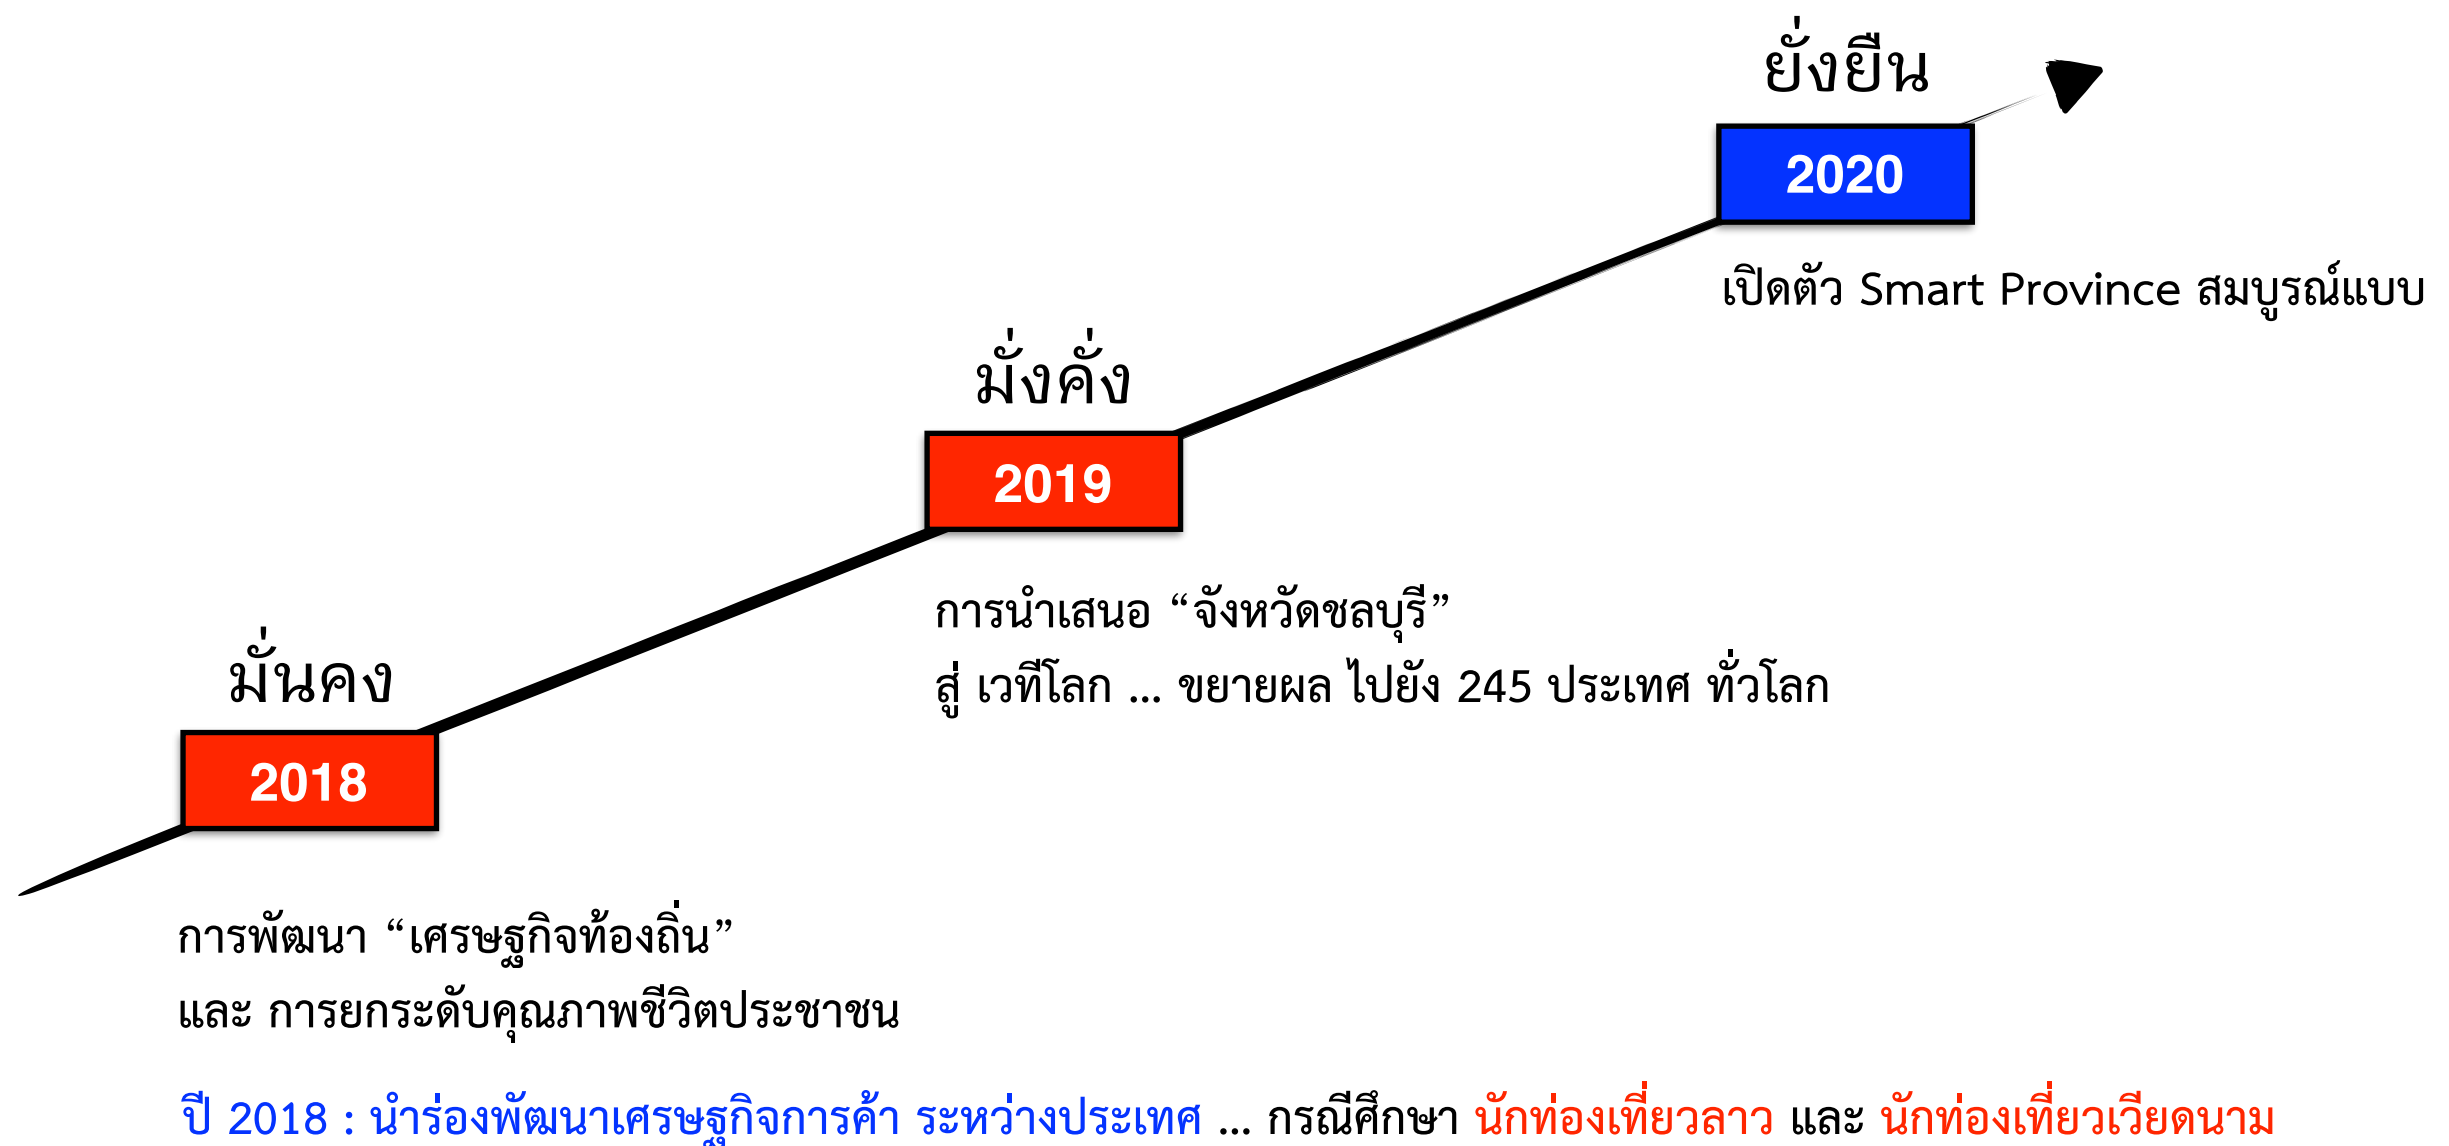 ยั่งยืน
2020
เปิดตัว Smart Province สมบูรณ์แบบ
มั่งคั่ง
2019
การนำเสนอ “จังหวัดชลบุรี”
สู่ เวทีโลก ... ขยายผล ไปยัง 245 ประเทศ ทั่วโลก
มั่นคง
2018
การพัฒนา “เศรษฐกิจท้องถิ่น”
และ การยกระดับคุณภาพชีวิตประชาชน
ปี 2018 : นำร่องพัฒนาเศรษฐกิจการค้า ระหว่างประเทศ ... กรณีศึกษา นักท่องเที่ยวลาว และ นักท่องเที่ยวเวียดนาม